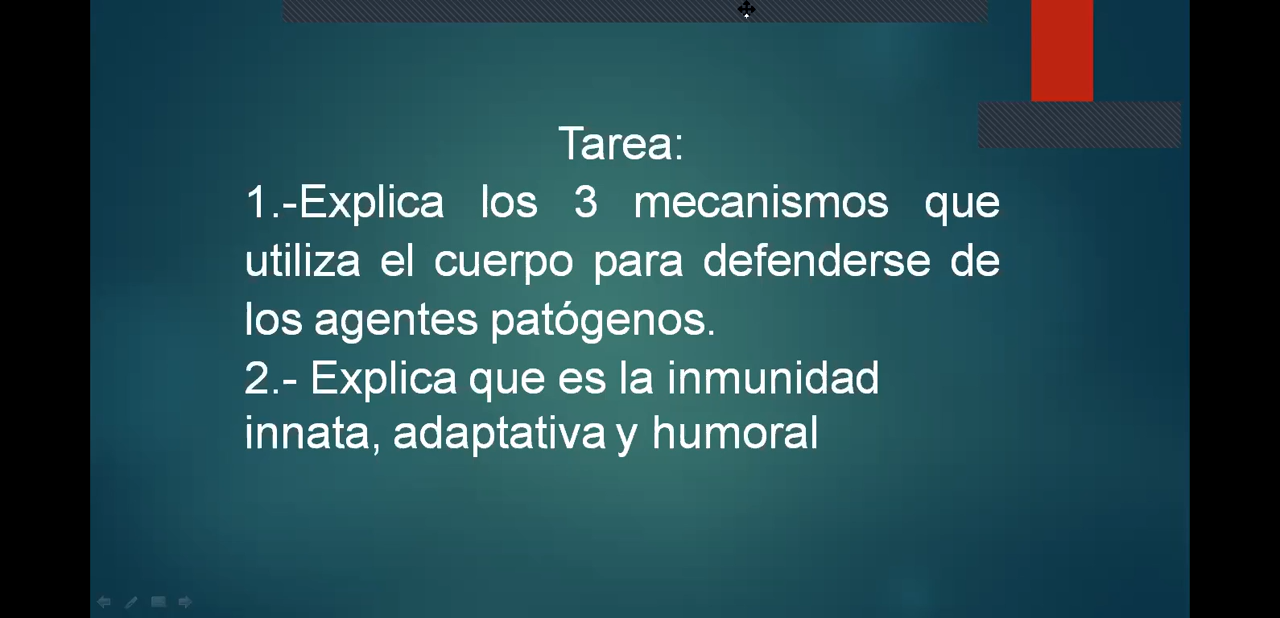 Tarea:
1.-Explica los 3 mecanismos que
utiliza el cuerpo para defenderse de
los agentes patógenos.
2.- Explica que es la inmunidad
innata, adaptativa y humoral